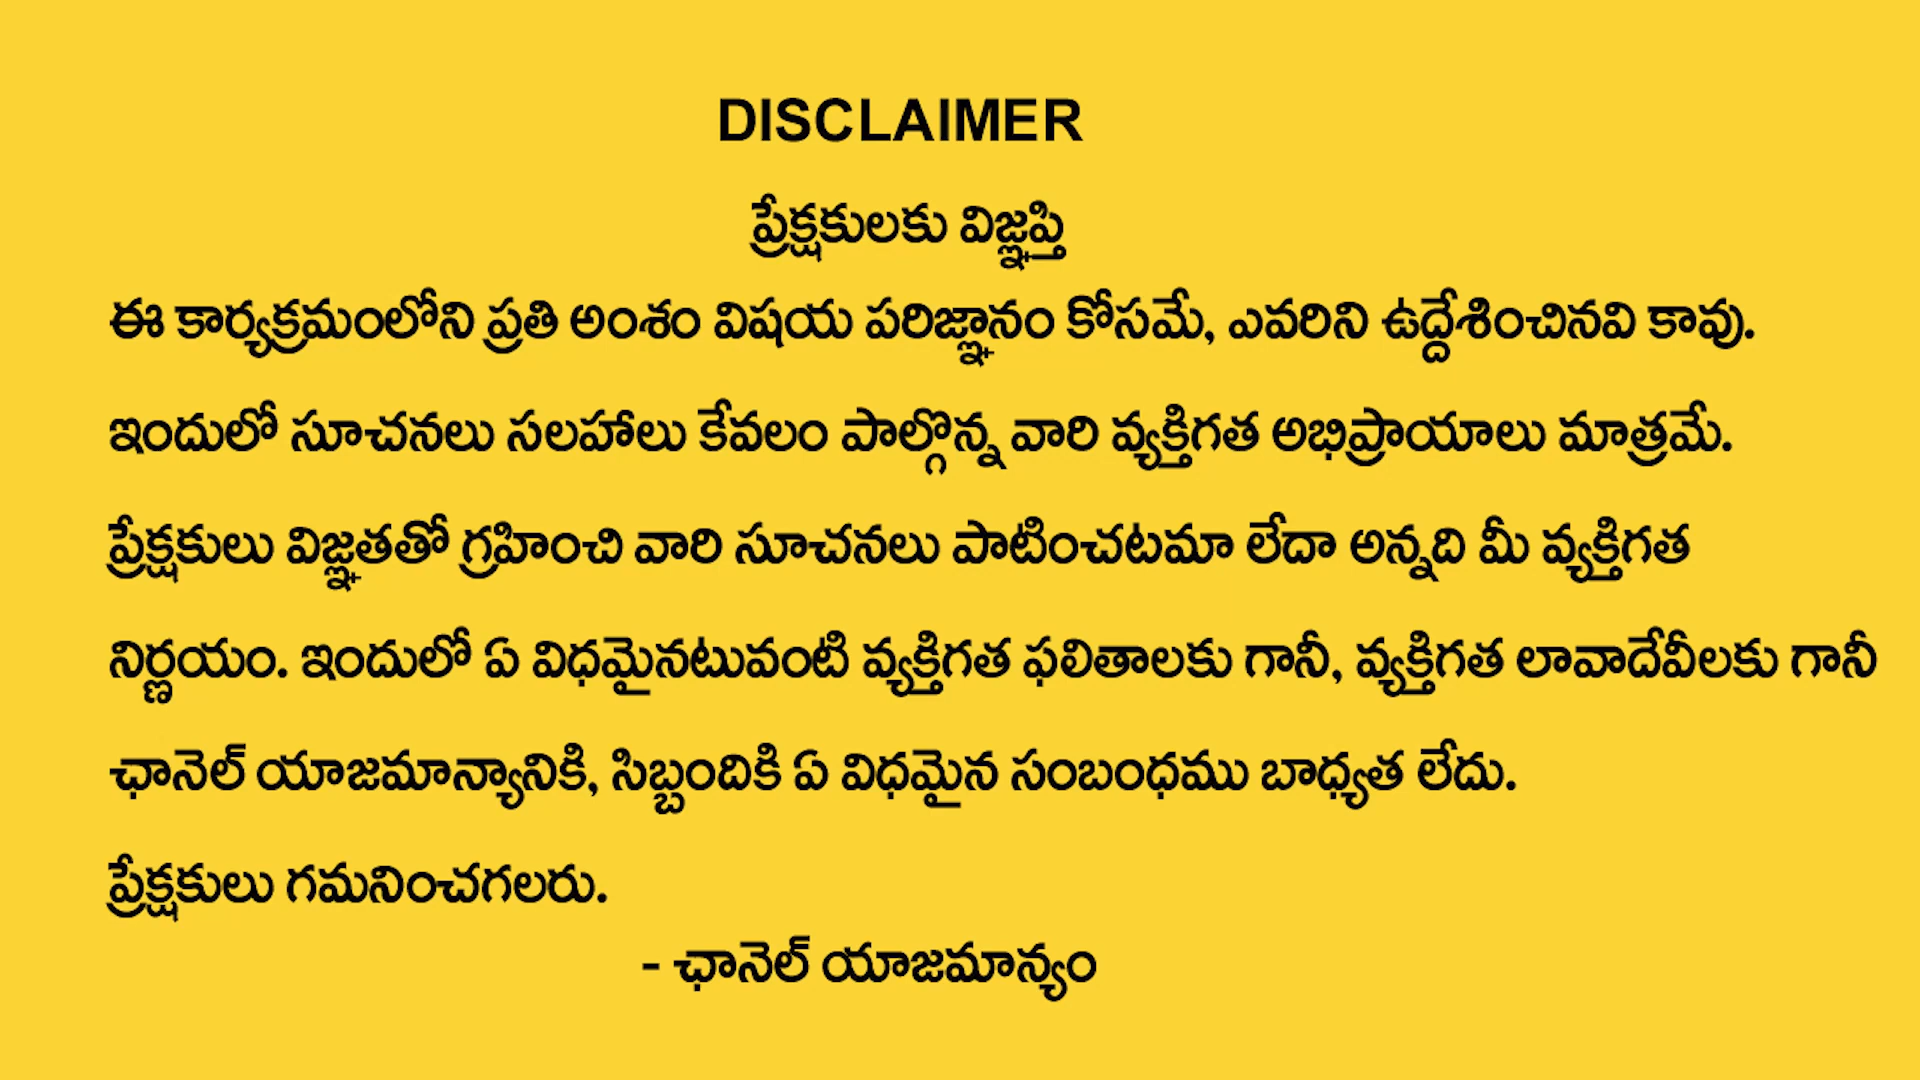 DISCLAIMER
ప్రేక్షకులకు విజ్ఞప్తి
ఈ కార్యక్రమంలోని ప్రతి అంశం విషయ పరిజ్ఞానం కోసమే, ఎవరిని ఉద్దేశించినవి కావు.
ఇందులో సూచనలు సలహాలు కేవలం పాల్గొన్న వారి వ్యక్తిగత అభిప్రాయాలు మాత్రమే.
ప్రేక్షకులు విజ్ఞతతో గ్రహించి వారి సూచనలు పాటించటమా లేదా అన్నది మీ వ్యక్తిగత
నిర్ణయం. ఇందులో ఏ విధమైనటువంటి వ్యక్తిగత ఫలితాలకు గానీ, వ్యక్తిగత లావాదేవీలకు గానీ
ఛానెల్ యాజమాన్యానికి, సిబ్బందికి ఏ విధమైన సంబంధము బాధ్యత లేదు.
ప్రేక్షకులు గమనించగలరు.
- ఛానెల్ యాజమాన్యం